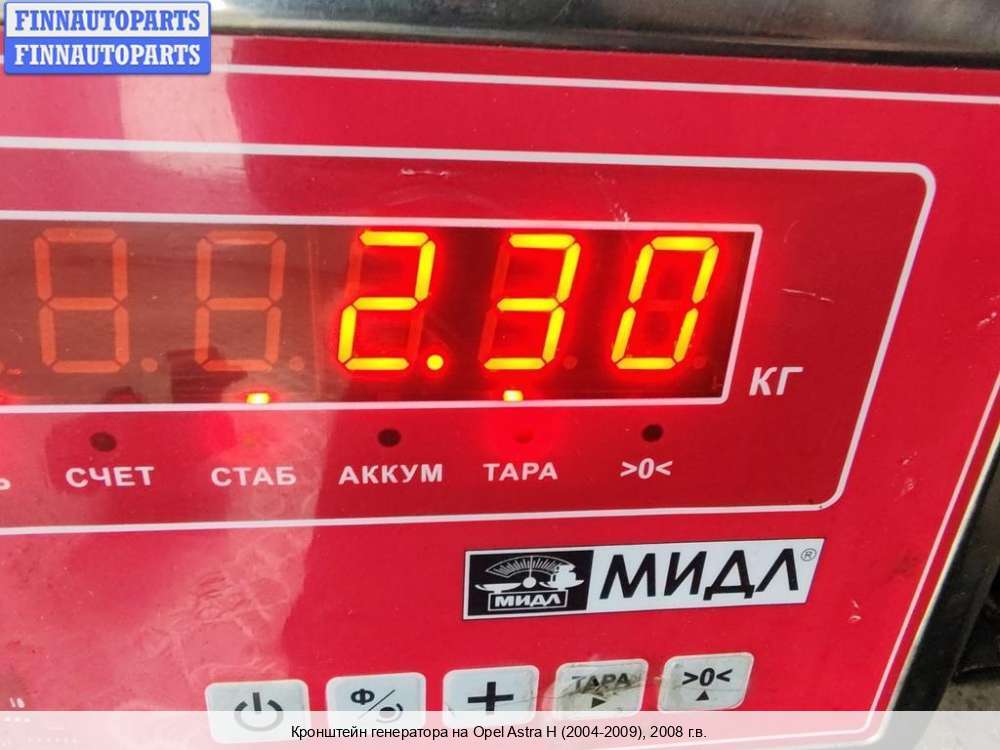 FINNAUTOPARTS
FINNAUTOPARTS
2.30
КГ
СЧЕТ СТАБ АККУМ ТАРА >0<
МИДЛ МИДЛ®
Ф + ТАРА >0<
Кронштейн генератора на Opel Astra H (2004-2009), 2008 г.в.